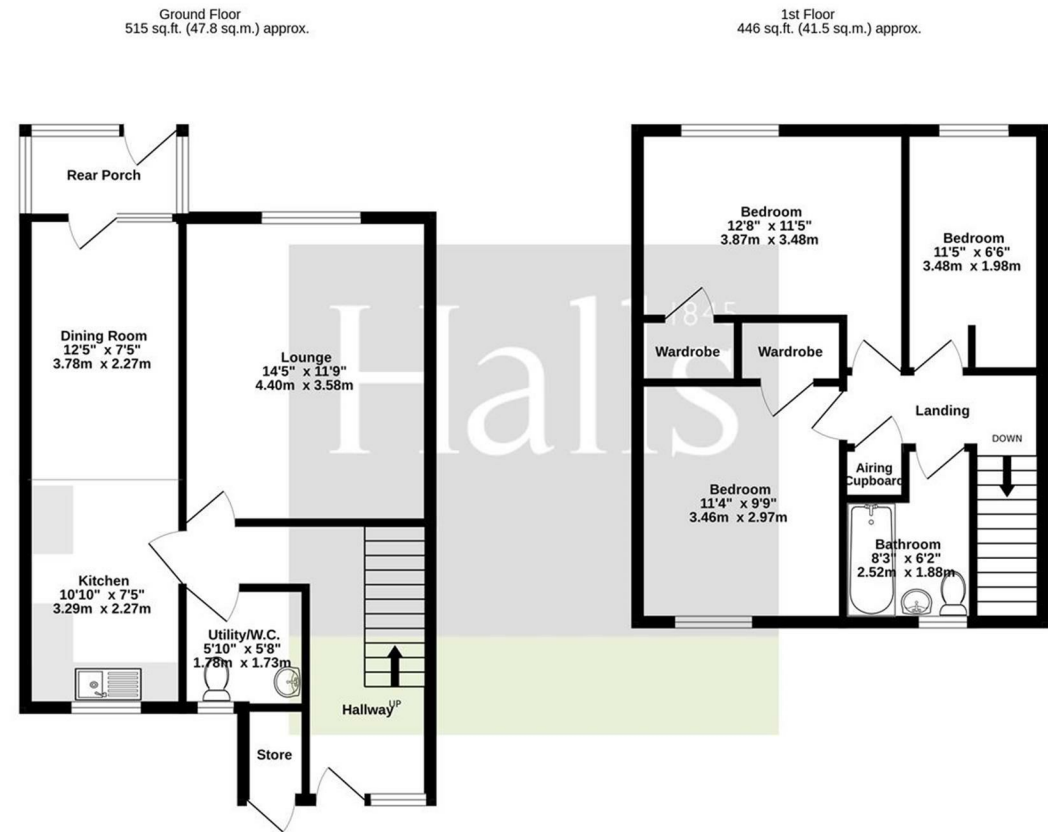 Ground Floor
515 sq.ft. (47.8 sq.m.) approx.
1st Floor
446 sq.ft. (41.5 sq.m.) approx.
Rear Porch
Dining Room
12'5" x 7'5"
3.78m x 2.27m
Lounge
14'5" x 11'9"
4.40m x 3.58m
Kitchen
10'10" x 7'5"
3.29m x 2.27m
Utility/W.C.
5'10" x 5'8"
1.78m x 1.73m
Hallway
UP
Store
Bedroom
12'8" x 11'5"
3.87m x 3.48m
Bedroom
11'5" x 6'6"
3.48m x 1.98m
Wardrobe
Wardrobe
Landing
DOWN
Airing
Cupboard
Bedroom
11'4" x 9'9"
3.46m x 2.97m
Bathroom
8'3" x 6'2"
2.52m x 1.88m
Halls
1845